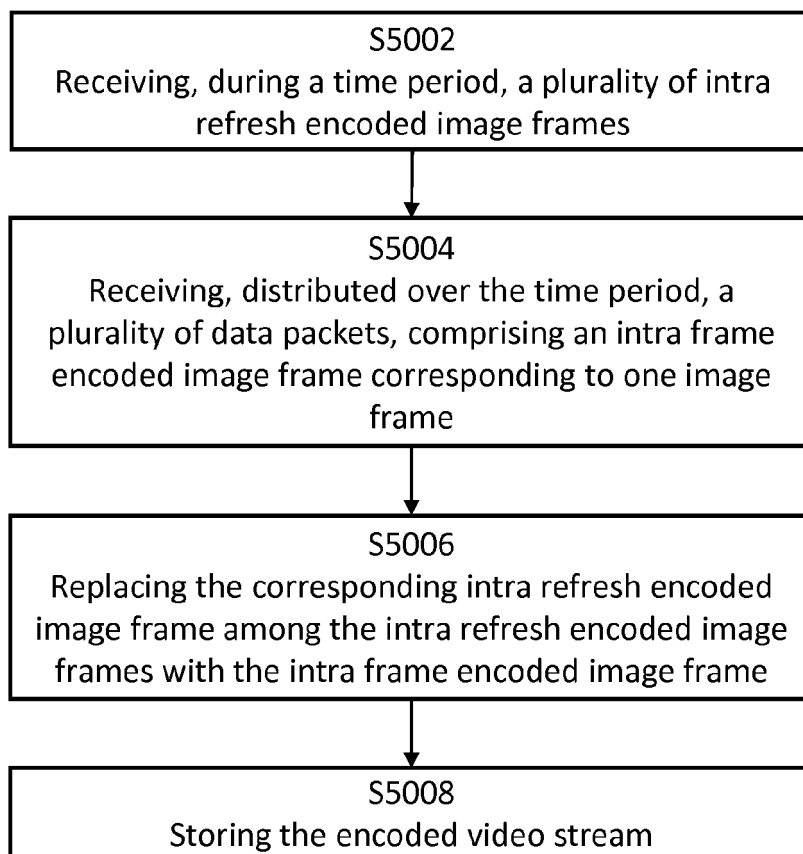 S5002
Receiving, during a time period, a plurality of intra
refresh encoded image frames
S5004
Receiving, distributed over the time period, a
plurality of data packets, comprising an intra frame
encoded image frame corresponding to one image
frame
S5006
Replacing the corresponding intra refresh encoded
image frame among the intra refresh encoded image
frames with the intra frame encoded image frame
S5008
Storing the encoded video stream